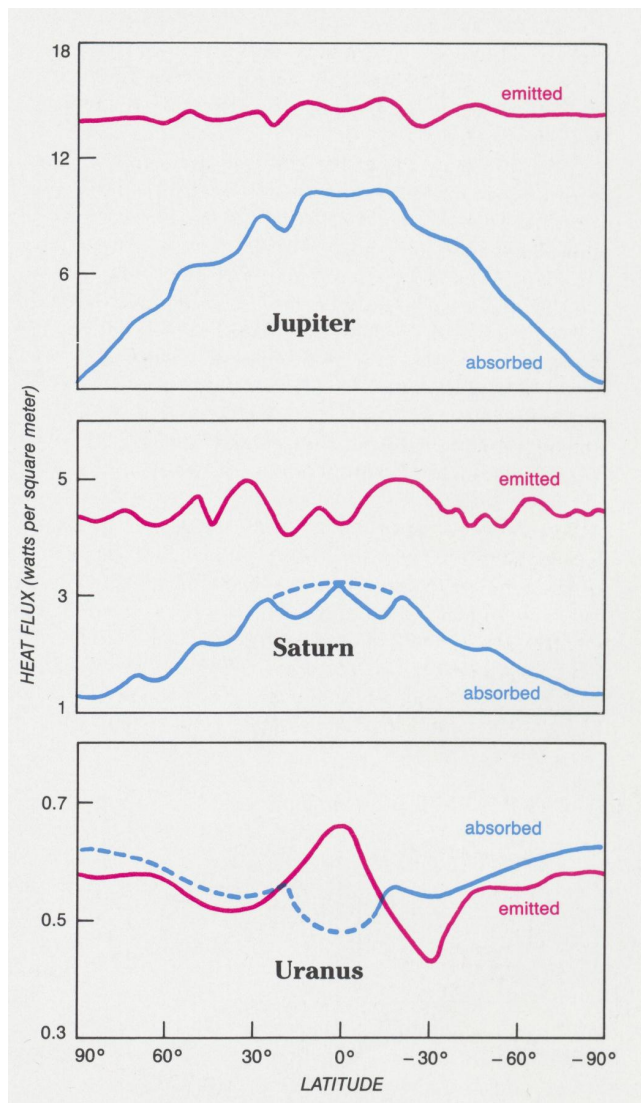 18
emitted
12
6
Jupiter
absorbed
HEAT FLUX (watts per square meter)
5
emitted
3
Saturn
absorbed
1
0.7
absorbed
0.5
emitted
Uranus
0.3
90° 60° 30° 0° −30° −60° −90°
LATITUDE